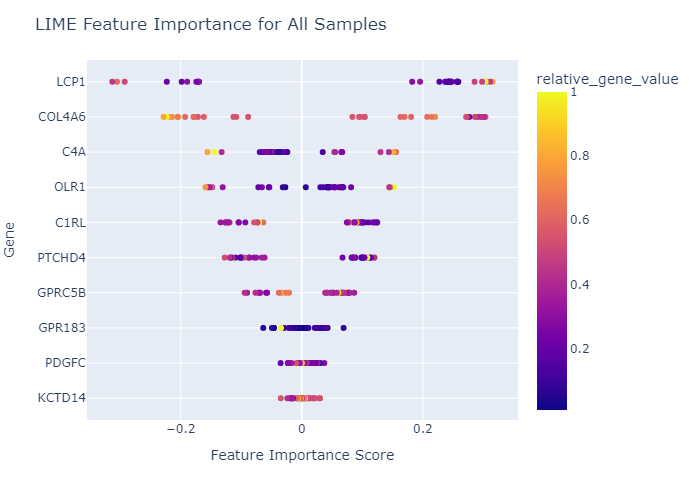 LIME Feature Importance for All Samples
relative_gene_value
LCP1
COL4A6
C4A
OLR1
C1RL
PTCHD4
GPRC5B
GPR183
PDGFC
KCTD14
Gene
−0.2
0
0.2
Feature Importance Score
1
0.8
0.6
0.4
0.2